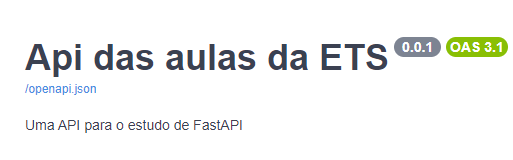 Api das aulas da ETS 0.0.1 OAS 3.1
/openapi.json
Uma API para o estudo de FastAPI